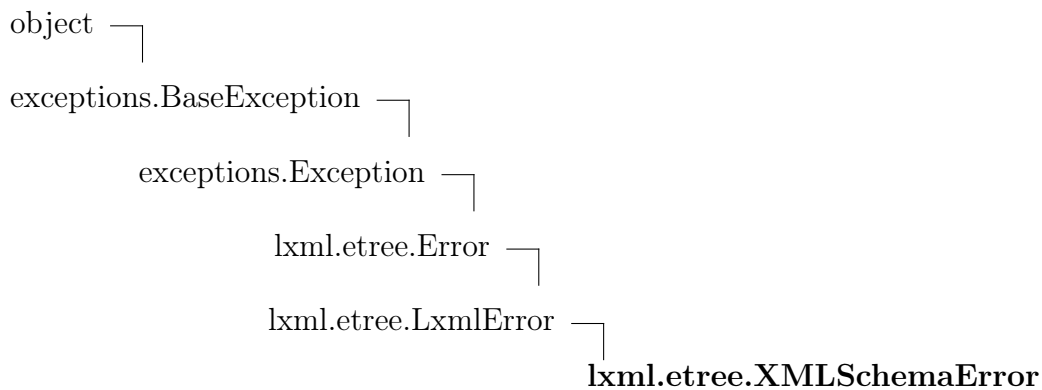 object
exceptions.BaseException
exceptions.Exception
lxml.etree.Error
lxml.etree.LxmlError
lxml.etree.XMLSchemaError